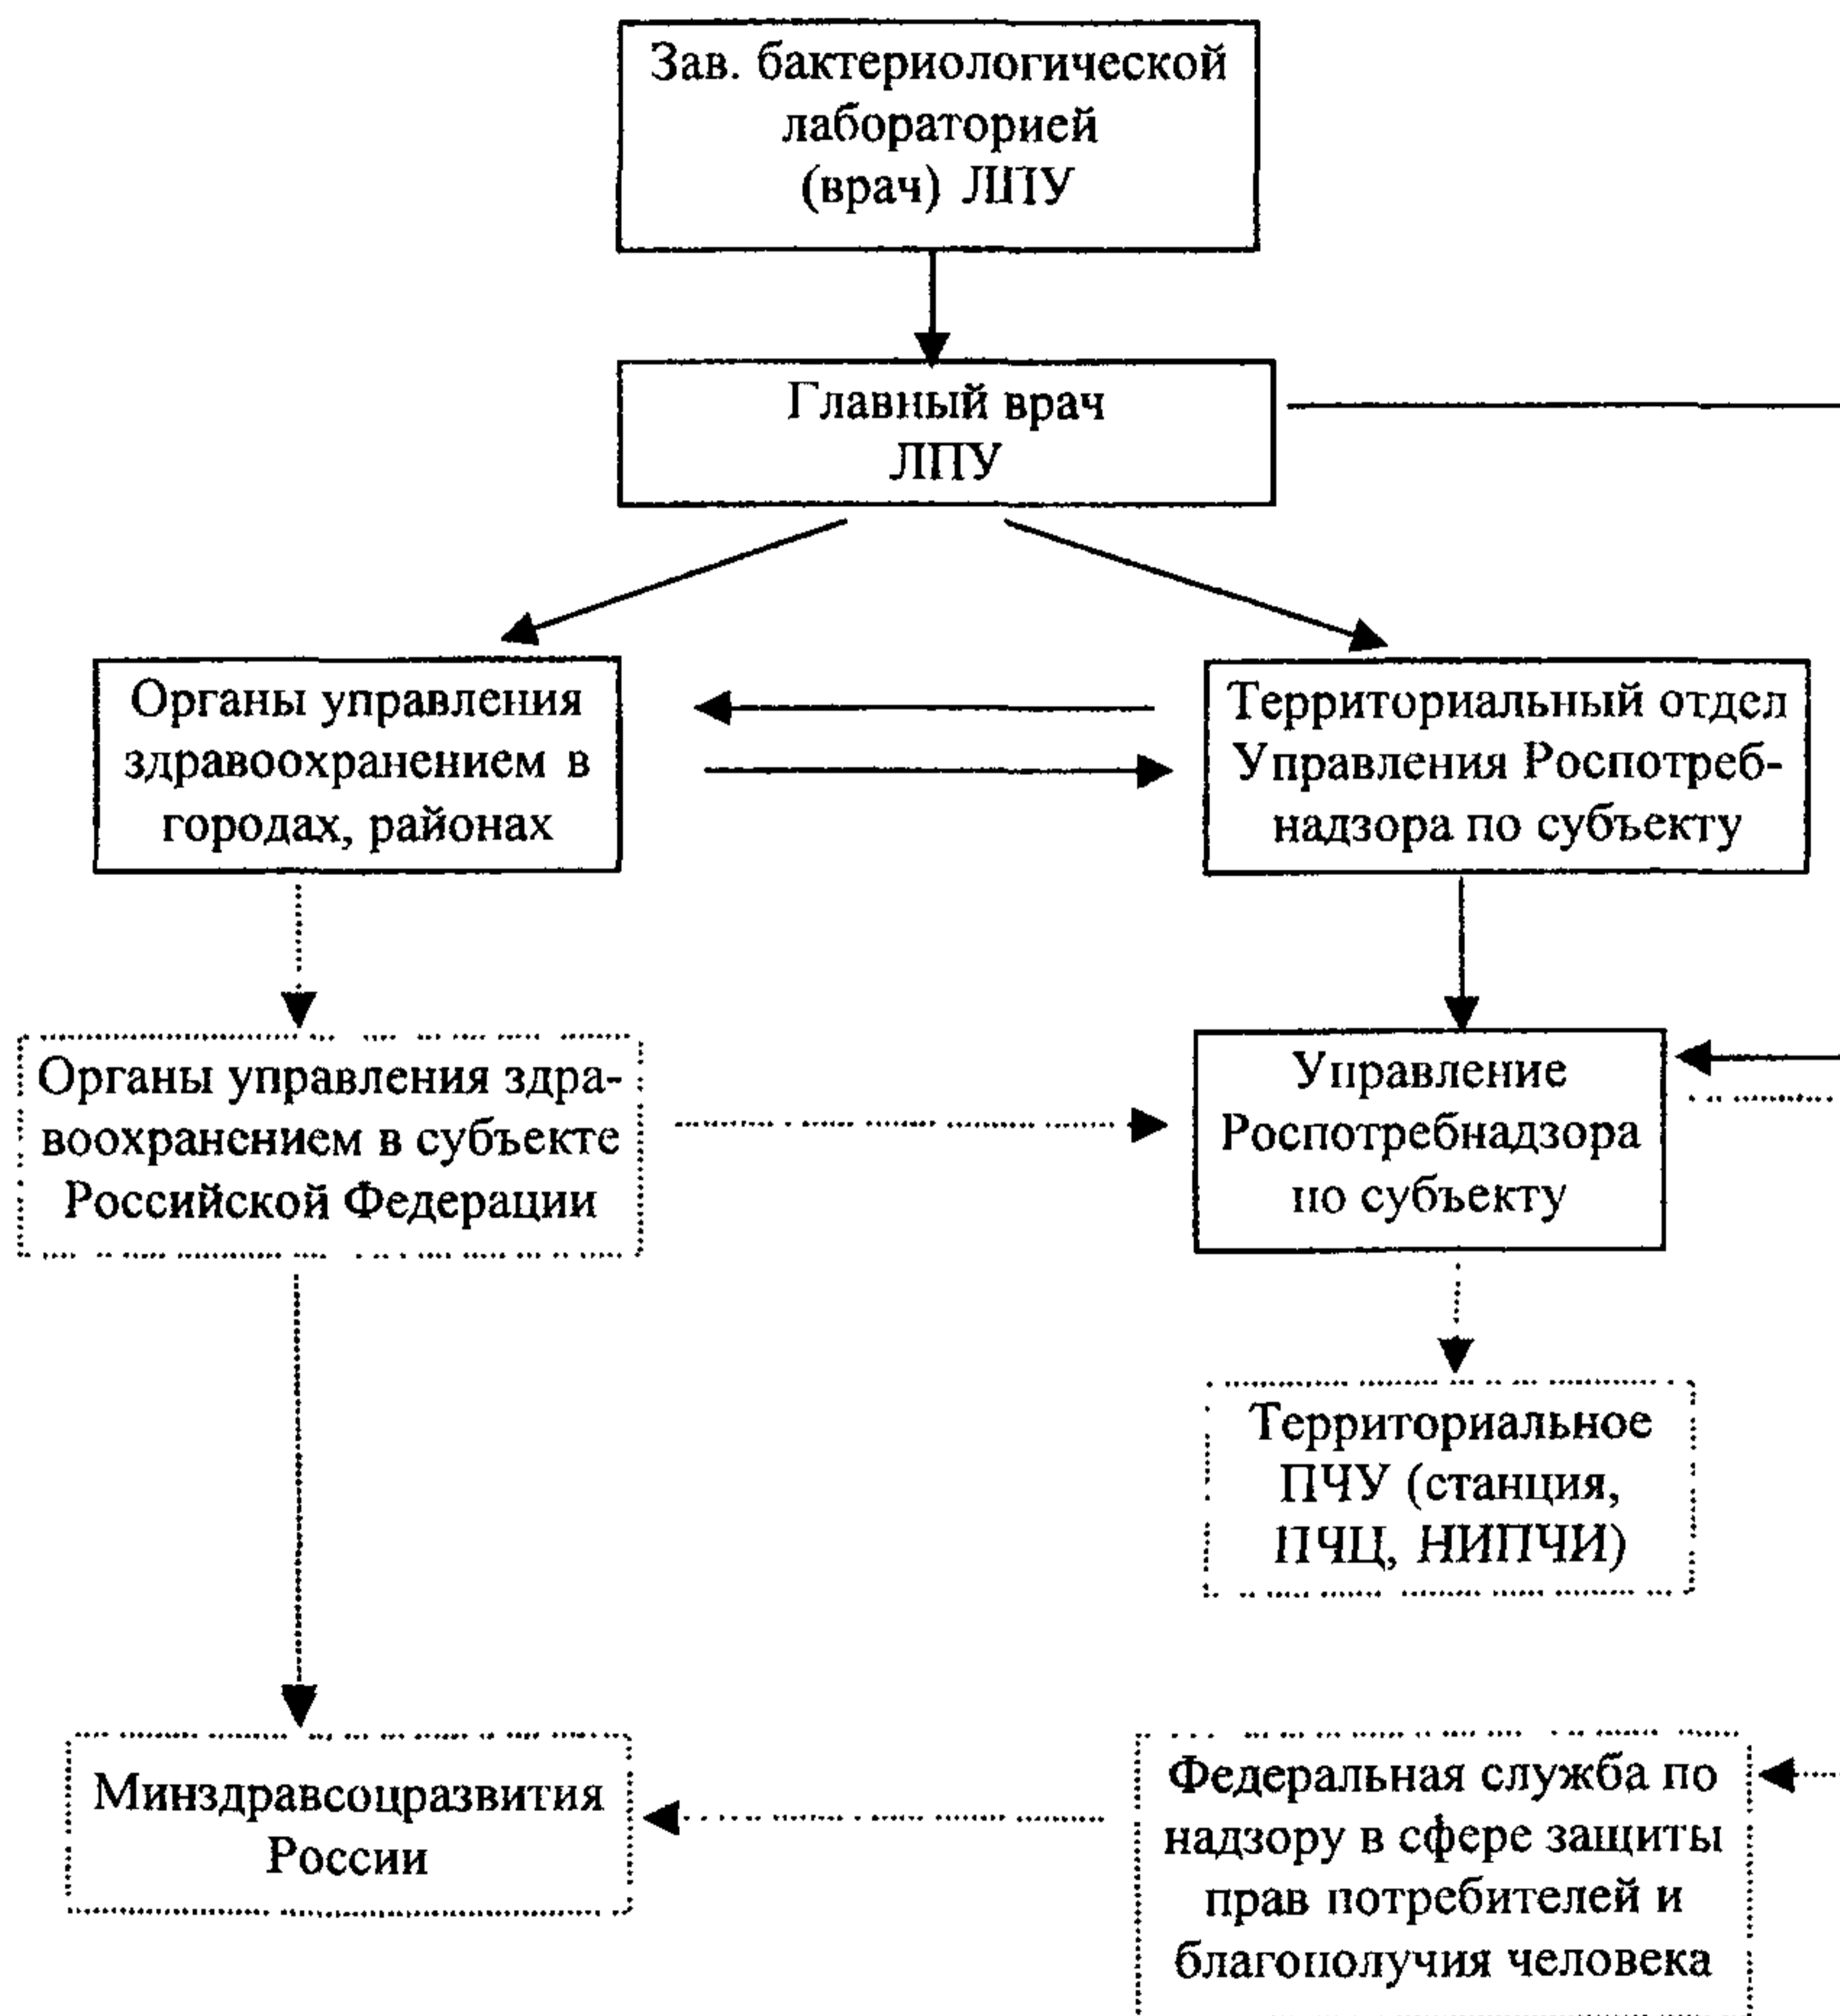 Зав. бактериологической
лабораторией
(врач) ЛПУ
Главный врач
ЛПУ
Органы управления
здравоохранением в
городах, районах
Территориальный отдел
Управления Роспотреб-
надзора по субъекту
Органы управления здра-
воохранением в субъекте
Российской Федерации
Управление
Роспотребнадзора
по субъекту
Территориальное
ПЧУ (станция,
ПЧЦ, НИПЧИ)
Минздравсоцразвития
России
Федеральная служба по
надзору в сфере защиты
прав потребителей и
благополучия человека